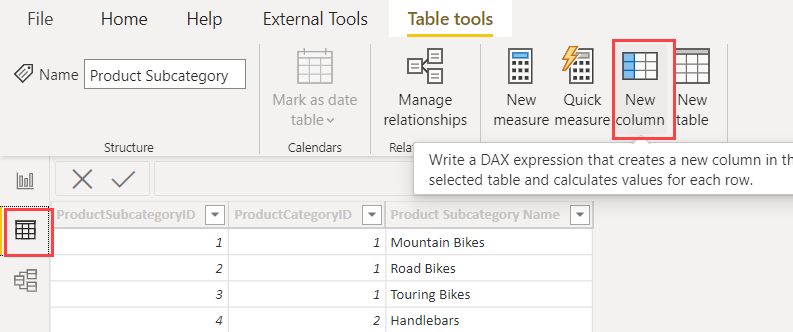 File Home Help External Tools Table tools
Name Product Subcategory
Mark as date
table
Manage
relationships
New
measure
Quick
measure
New
column
New
table
Structure Calendars Rela
Write a DAX expression that creates a new column in th
selected table and calculates values for each row.
ProductSubcategoryID ProductCategoryID Product Subcategory Name
1 1 Mountain Bikes
2 1 Road Bikes
3 1 Touring Bikes
4 2 Handlebars